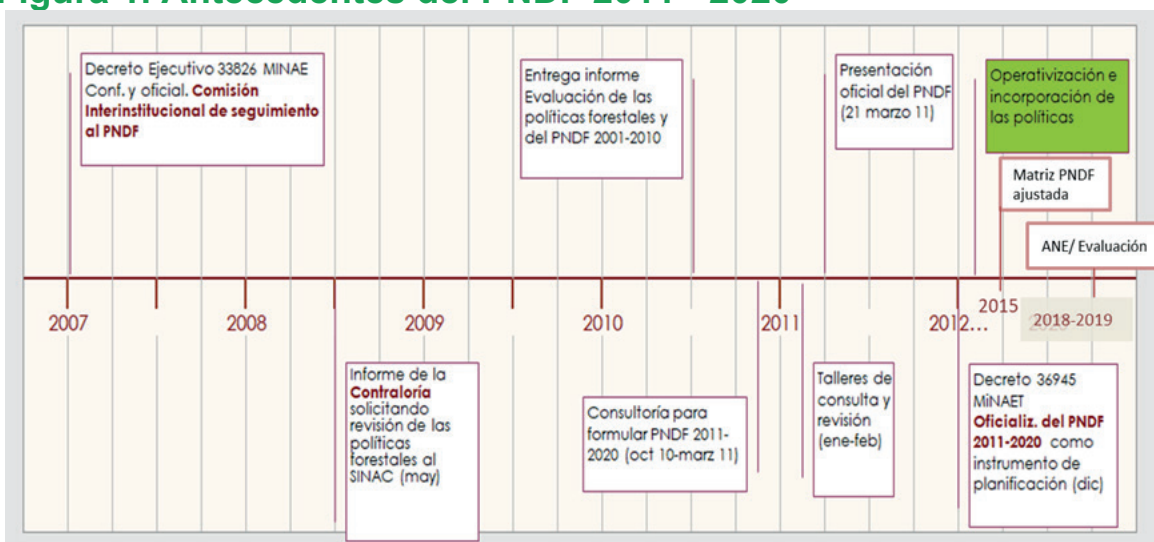 Figura 1. Antecedentes del PNDF 2011 - 2020
Decreto Ejecutivo 33826 MINAE
Conf. y oficial. Comisión
Interinstitucional de seguimiento
al PNDF
Entrega informe
Evaluación de las
políticas forestales y
del PNDF 2001-2010
Presentación
oficial del PNDF
(21 marzo 11)
Operativización e
incorporación de
las políticas
Matriz PNDF
ajustada
ANE/ Evaluación
2007
2008
2009
2010
2011
2012...
2015
2018-2019
Informe de la
Contraloría
solicitando
revisión de las
políticas
forestales al
SINAC (may)
Consultoría para
formular PNDF 2011-
2020 (oct 10-marz 11)
Talleres de
consulta y
revisión
(ene-feb)
Decreto 36945
MiNAET
Oficializ. del PNDF
2011-2020 como
instrumento de
planificación (dic)